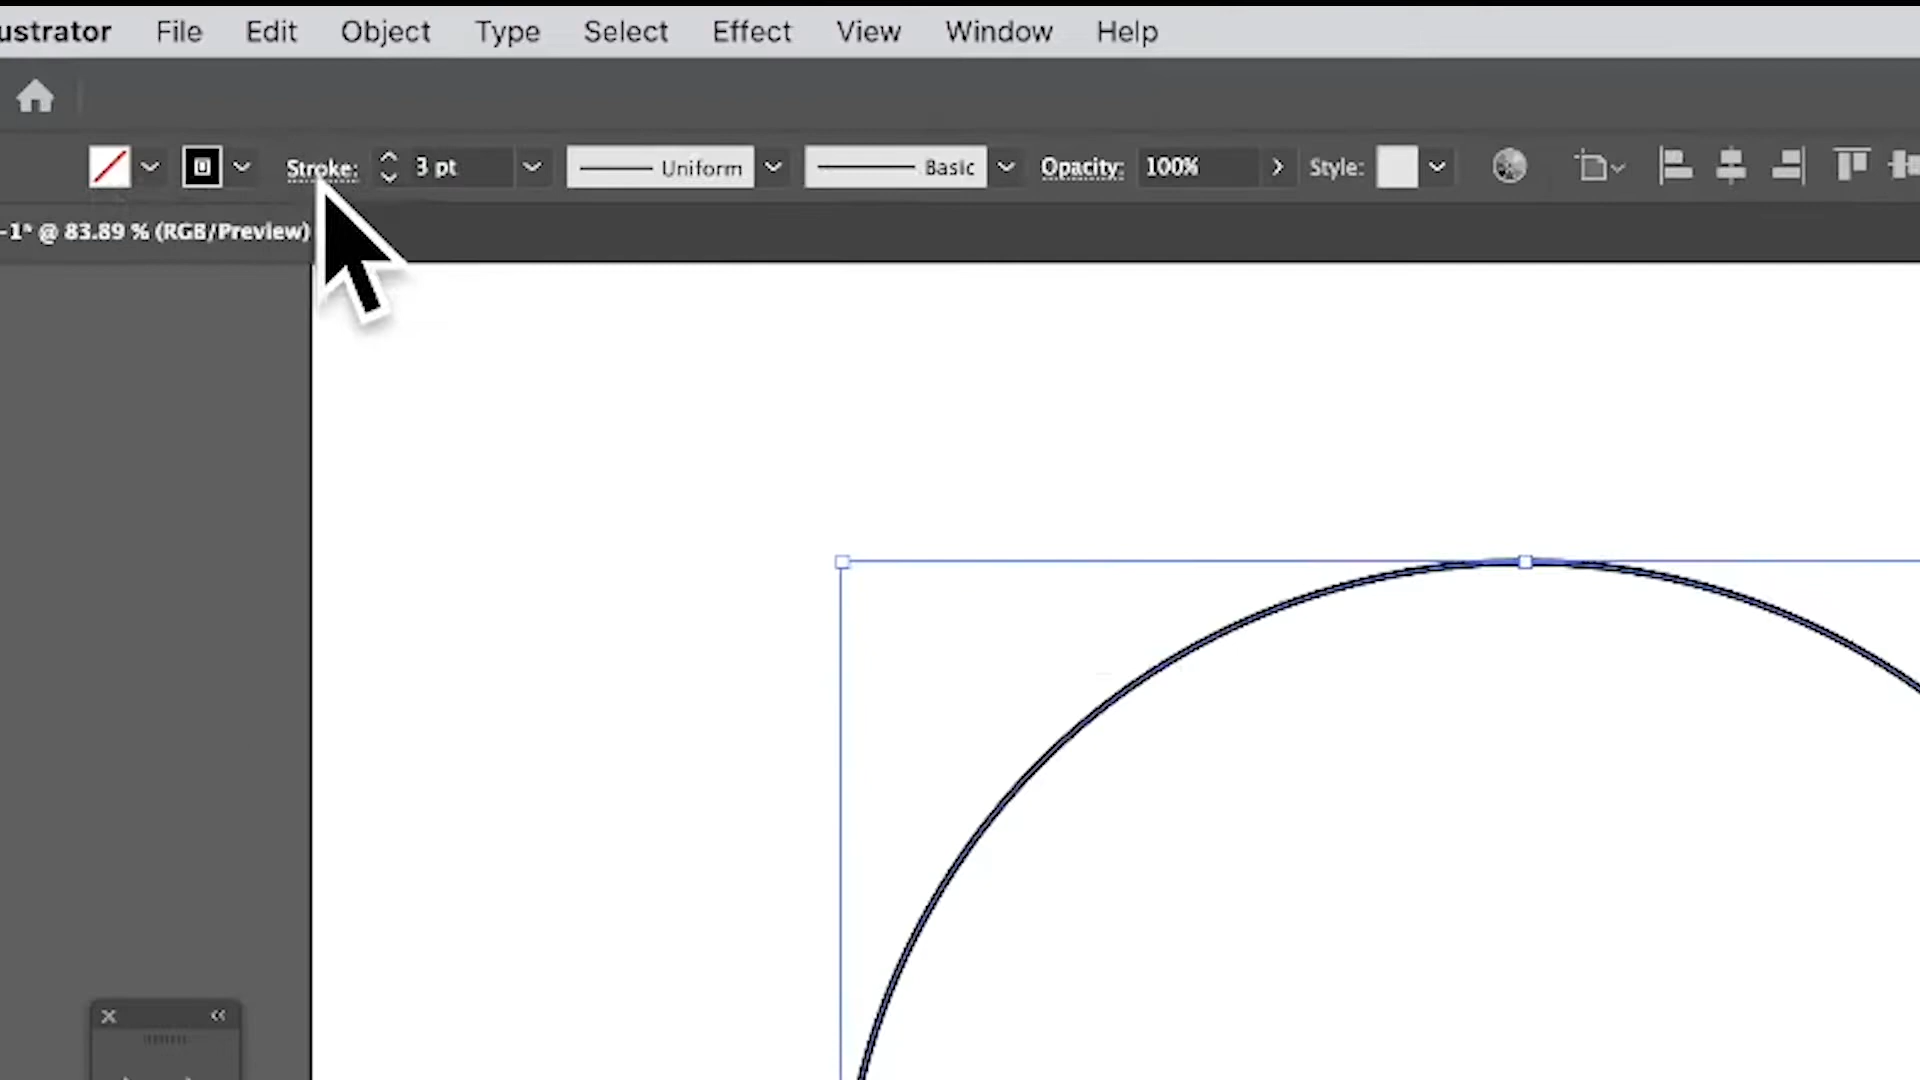 ustrator File Edit Object Type Select Effect View Window Help
Stroke: 3 pt Uniform Basic Opacity: 100% Style:
-1* @ 83.89 % (RGB/Preview)